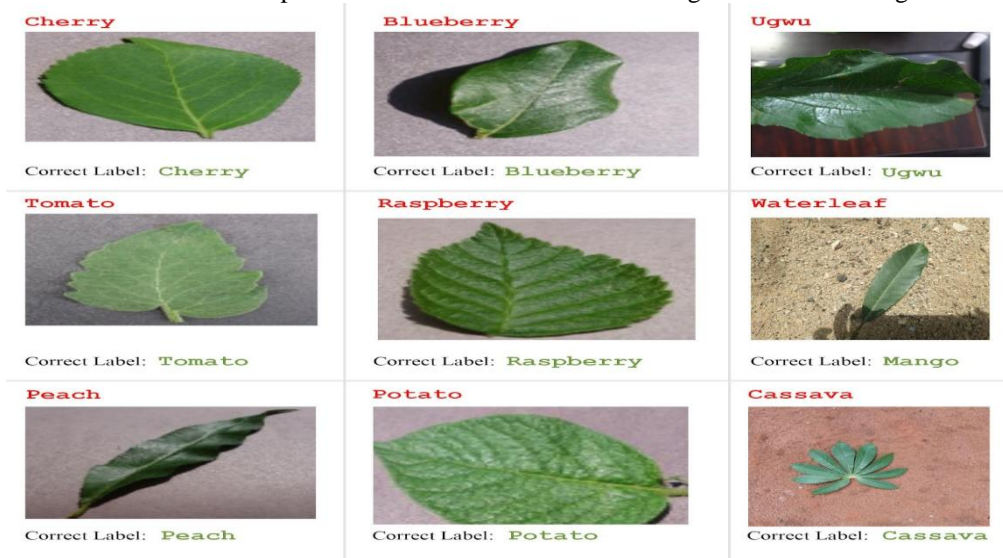 Cherry Blueberry Ugwu
Correct Label: Cherry Correct Label: Blueberry Correct Label: Ugwu
Tomato Raspberry Waterleaf
Correct Label: Tomato Correct Label: Raspberry Correct Label: Mango
Peach Potato Cassava
Correct Label: Peach Correct Label: Potato Correct Label: Cassava